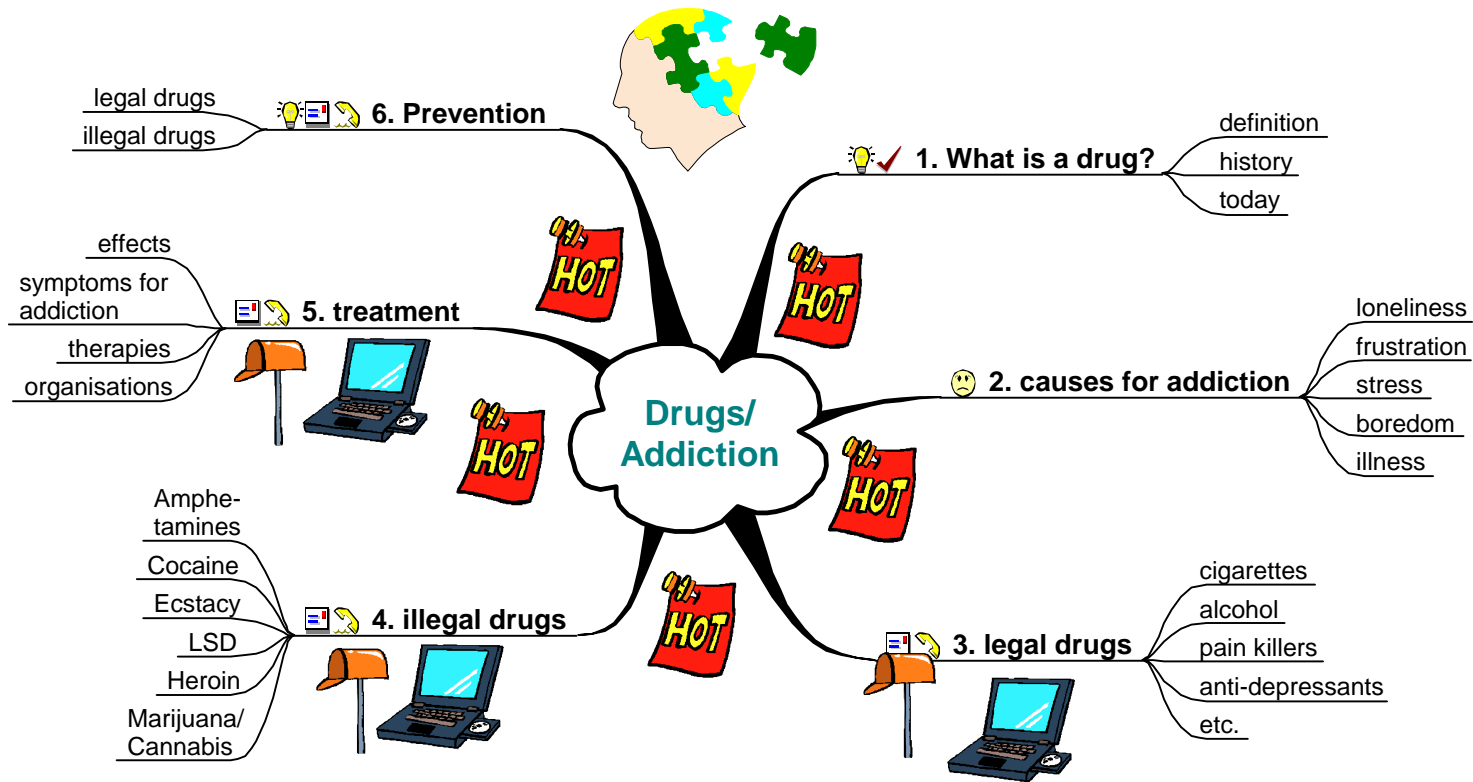 Drugs/
Addiction
1. What is a drug?
definition
history
today
2. causes for addiction
loneliness
frustration
stress
boredom
illness
3. legal drugs
cigarettes
alcohol
pain killers
anti-depressants
etc.
4. illegal drugs
Amphe-
tamines
Cocaine
Ecstacy
LSD
Heroin
Marijuana/
Cannabis
5. treatment
effects
symptoms for
addiction
therapies
organisations
6. Prevention
legal drugs
illegal drugs
HOT
HOT
HOT
HOT
HOT